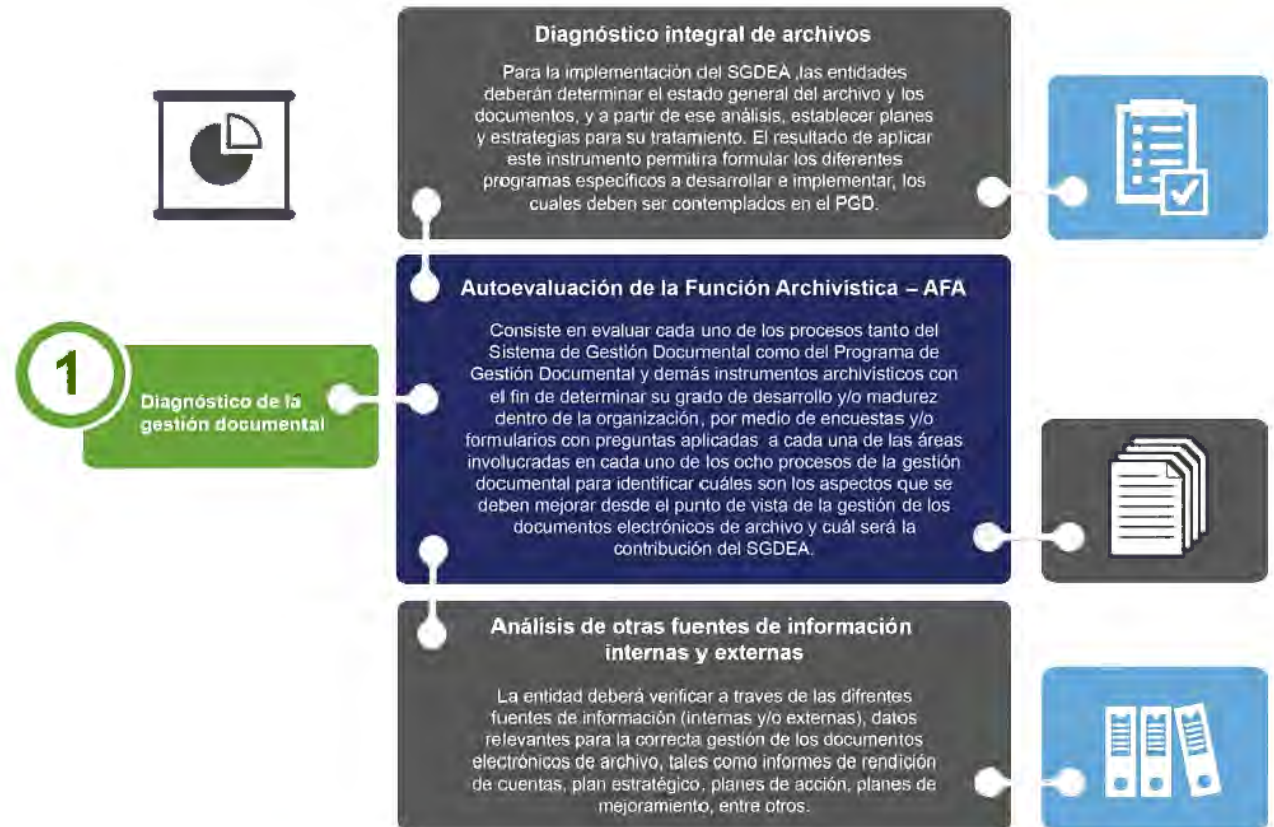 Diagnóstico integral de archivos
Para la implementación del SGDEA ,las entidades
deberán determinar el estado general del archivo y los
documentos, y a partir de ese análisis, establecer planes
y estrategias para su tratamiento. El resultado de aplicar
este instrumento permitira formular los diferentes
programas específicos a desarrollar e implementar, los
cuales deben ser contemplados en el PGD.
1
Diagnóstico de la
gestión documental
Autoevaluación de la Función Archivística – AFA
Consiste en evaluar cada uno de los procesos tanto del
Sistema de Gestión Documental como del Programa de
Gestión Documental y demás instrumentos archivísticos con
el fin de determinar su grado de desarrollo y/o madurez
dentro de la organización, por medio de encuestas y/o
formularios con preguntas aplicadas a cada una de las áreas
involucradas en cada uno de los ocho procesos de la gestión
documental para identificar cuáles son los aspectos que se
deben mejorar desde el punto de vista de la gestión de los
documentos electrónicos de archivo y cuál será la
contribución del SGDEA.
Análisis de otras fuentes de información
internas y externas
La entidad deberá verificar a traves de las difrentes
fuentes de información (internas y/o externas), datos
relevantes para la correcta gestión de los documentos
electrónicos de archivo, tales como informes de rendición
de cuentas, plan estratégico, planes de acción, planes de
mejoramiento, entre otros.